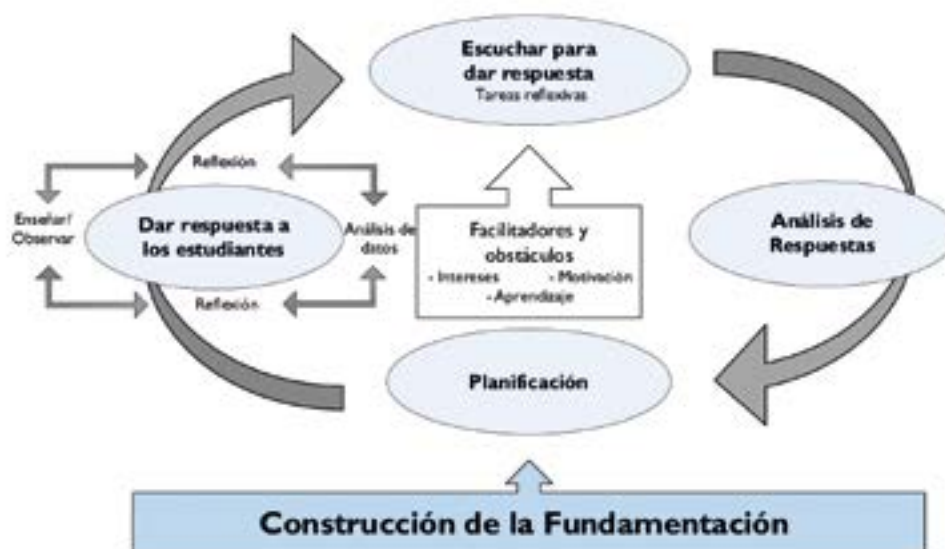 Escuchar para
dar respuesta
Tareas reflexivas
Reflexión
Enseñar/
Observar
Dar respuesta a
los estudiantes
Análisis de
datos
Reflexión
Facilitadores y
obstáculos
- Intereses - Motivación
- Aprendizaje
Análisis de
Respuestas
Planificación
Construcción de la Fundamentación